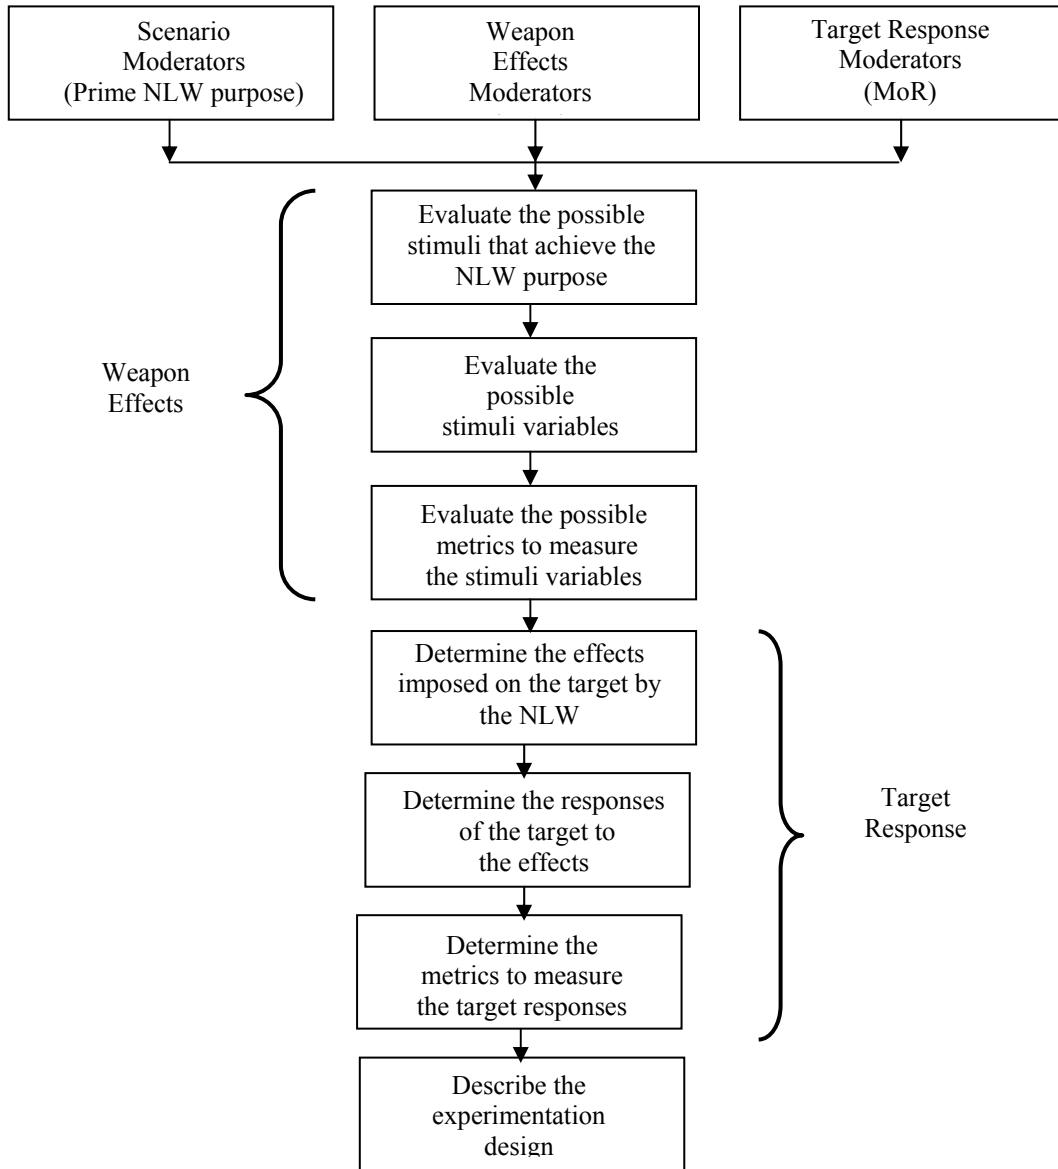 Scenario
Moderators
(Prime NLW purpose)
Weapon
Effects
Moderators
Target Response
Moderators
(MoR)
Evaluate the possible
stimuli that achieve the
NLW purpose
Evaluate the
possible
stimuli variables
Evaluate the possible
metrics to measure
the stimuli variables
Weapon
Effects
Determine the effects
imposed on the target by
the NLW
Determine the responses
of the target to
the effects
Determine the
metrics to measure
the target responses
Target
Response
Describe the
experimentation
design